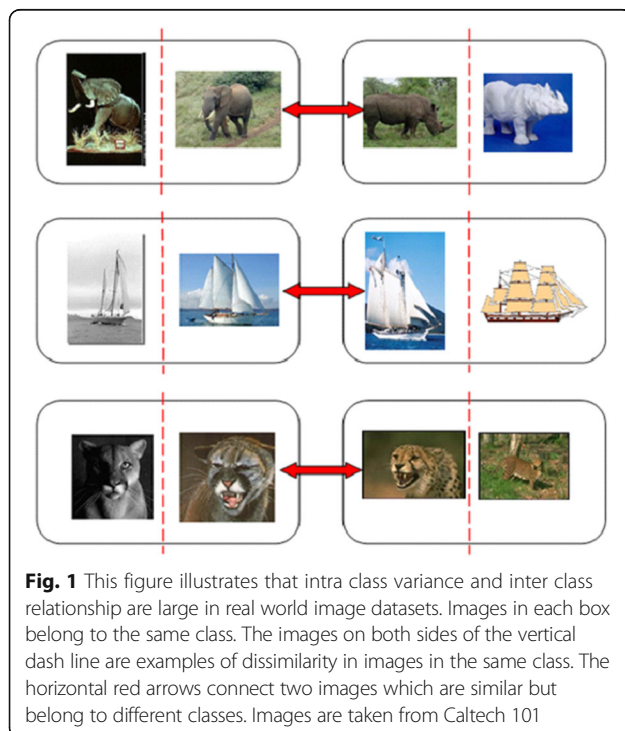 Fig. 1 This figure illustrates that intra class variance and inter class
relationship are large in real world image datasets. Images in each box
belong to the same class. The images on both sides of the vertical
dash line are examples of dissimilarity in images in the same class. The
horizontal red arrows connect two images which are similar but
belong to different classes. Images are taken from Caltech 101